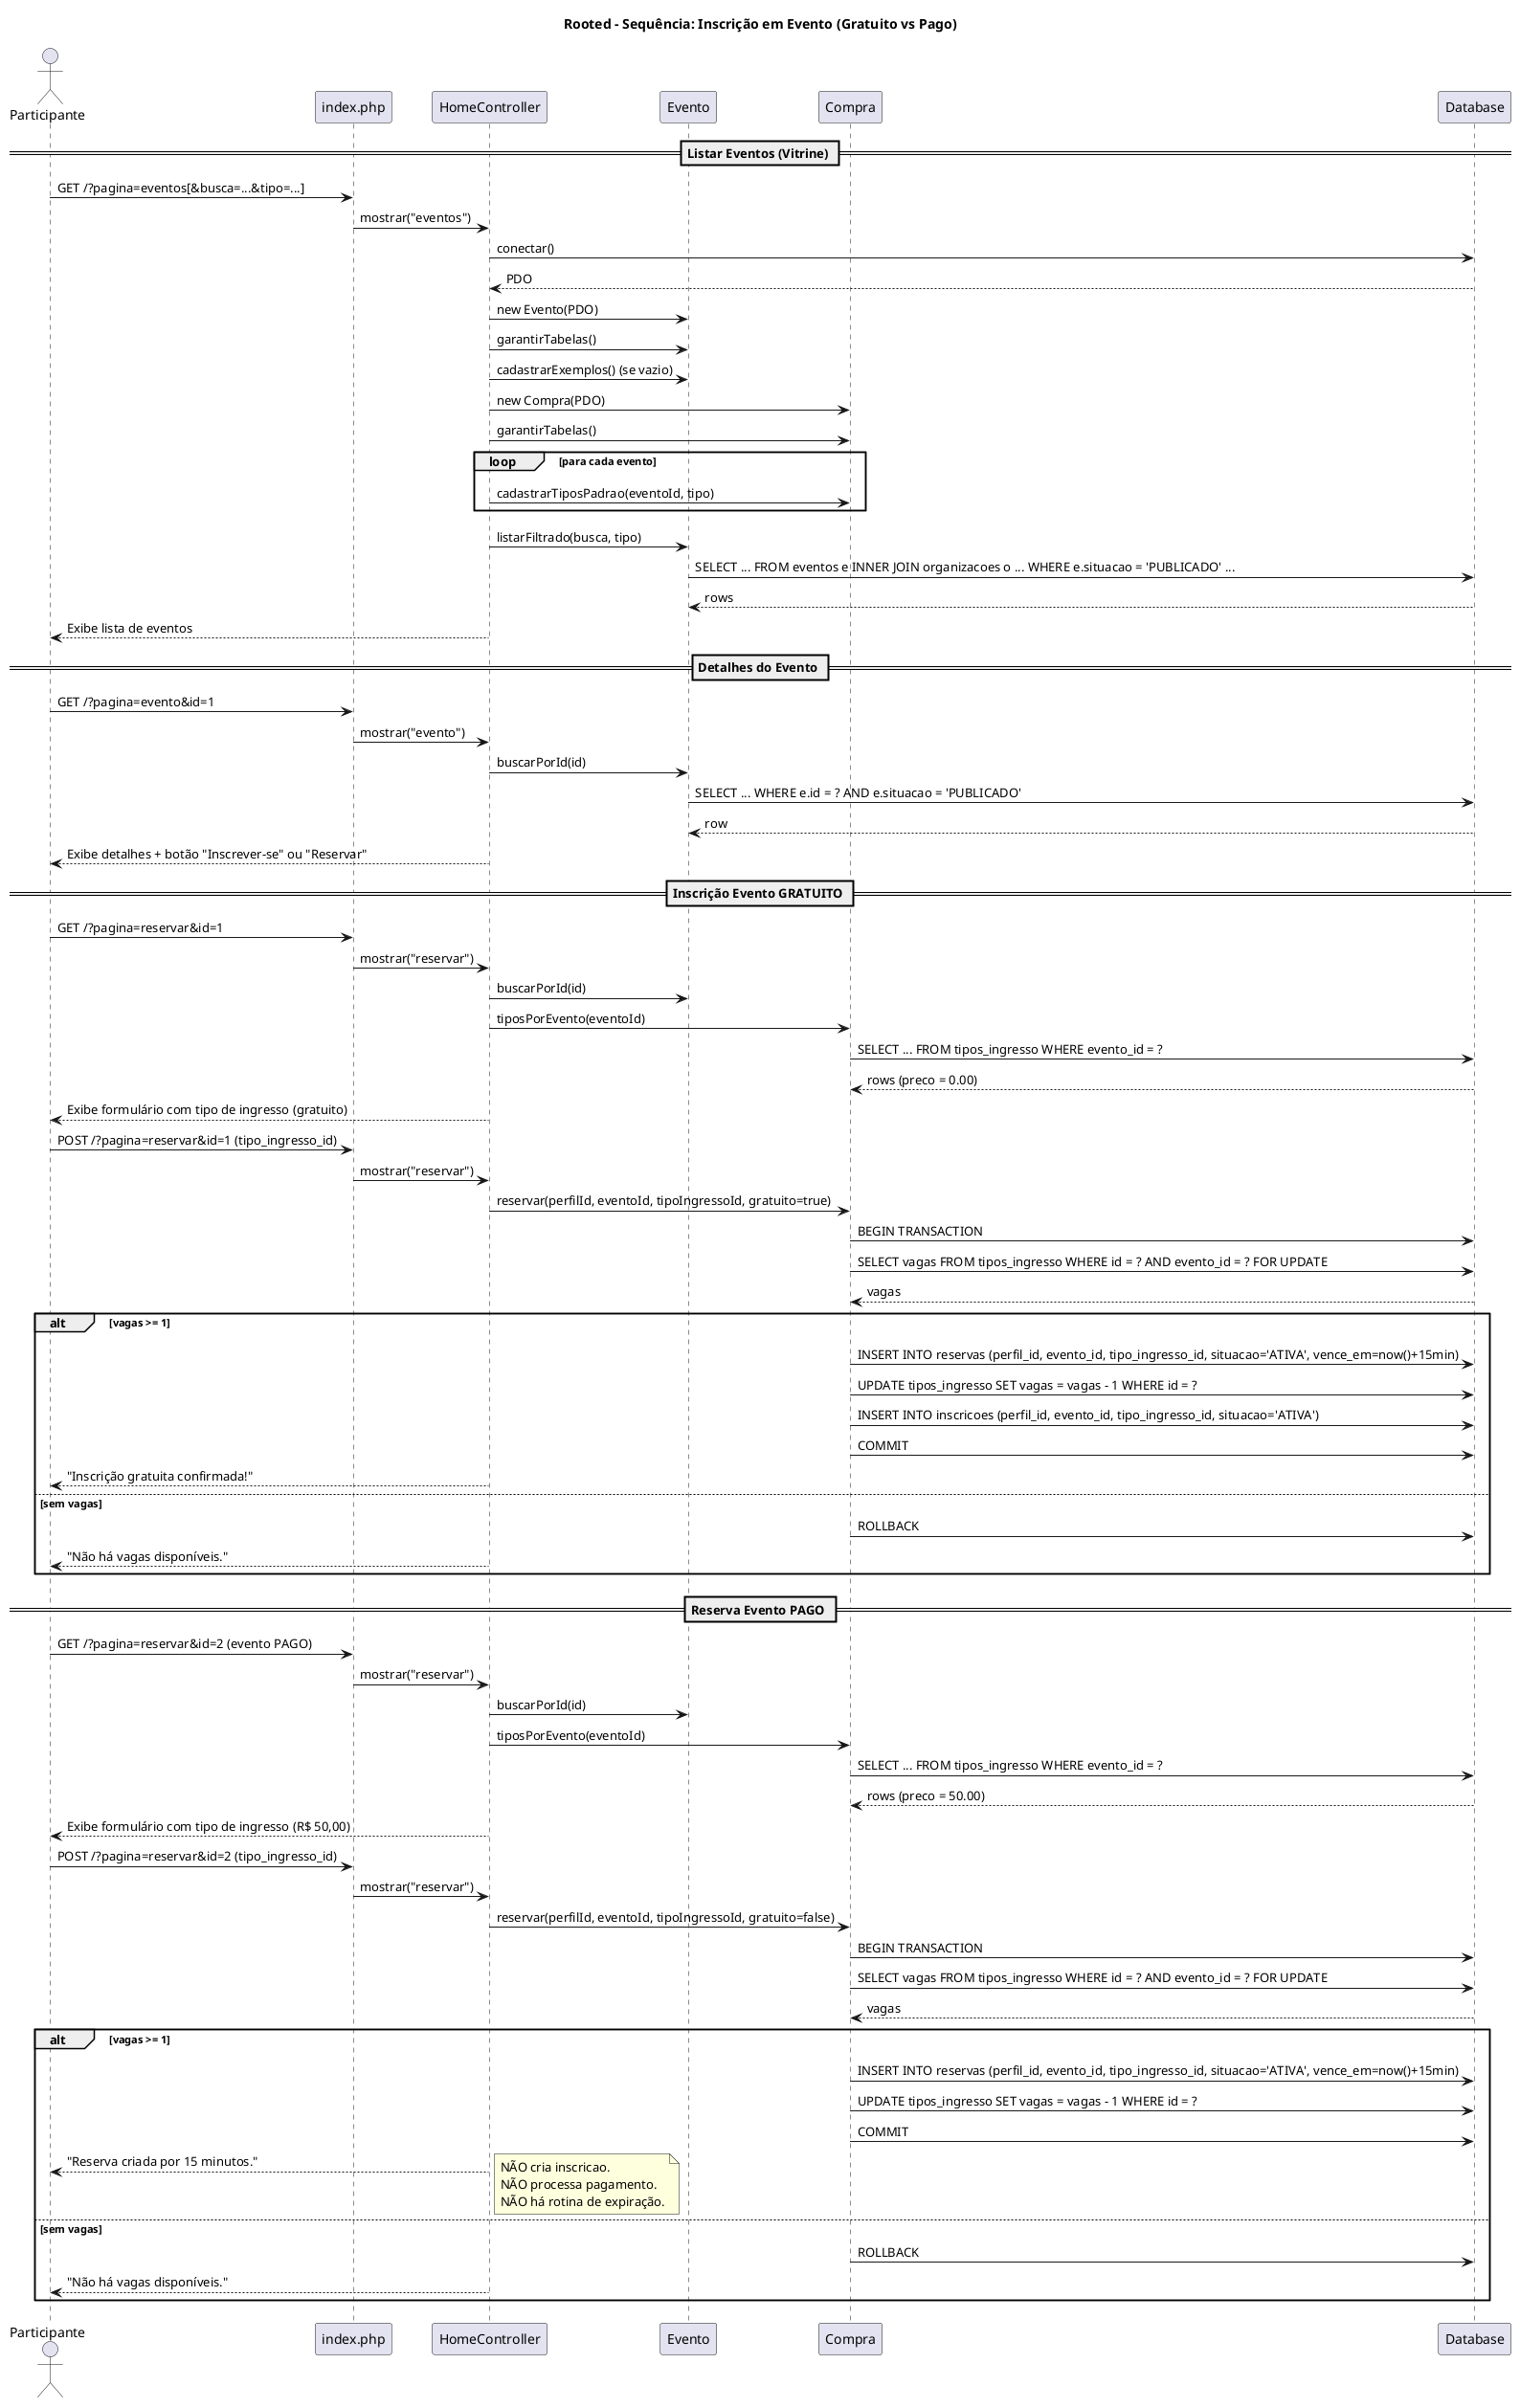 Rooted - Sequência: Inscrição em Evento (Gratuito vs Pago)
Participante
index.php
HomeController
Evento
Compra
Database
Listar Eventos (Vitrine)
GET /?pagina=eventos[&busca=...&tipo=...]
mostrar("eventos")
conectar()
PDO
new Evento(PDO)
garantirTabelas()
cadastrarExemplos() (se vazio)
new Compra(PDO)
garantirTabelas()
loop [para cada evento]
cadastrarTiposPadrao(eventoId, tipo)
listarFiltrado(busca, tipo)
SELECT ... FROM eventos e INNER JOIN organizacoes o ... WHERE e.situacao = 'PUBLICADO' ...
rows
Exibe lista de eventos
Detalhes do Evento
GET /?pagina=evento&id=1
mostrar("evento")
buscarPorId(id)
SELECT ... WHERE e.id = ? AND e.situacao = 'PUBLICADO'
row
Exibe detalhes + botão "Inscrever-se" ou "Reservar"
Inscrição Evento GRATUITO
GET /?pagina=reservar&id=1
mostrar("reservar")
buscarPorId(id)
tiposPorEvento(eventoId)
SELECT ... FROM tipos_ingresso WHERE evento_id = ?
rows (preco = 0.00)
Exibe formulário com tipo de ingresso (gratuito)
POST /?pagina=reservar&id=1 (tipo_ingresso_id)
mostrar("reservar")
reservar(perfilId, eventoId, tipoIngressoId, gratuito=true)
BEGIN TRANSACTION
SELECT vagas FROM tipos_ingresso WHERE id = ? AND evento_id = ? FOR UPDATE
vagas
alt [vagas >= 1]
INSERT INTO reservas (perfil_id, evento_id, tipo_ingresso_id, situacao='ATIVA', vence_em=now()+15min)
UPDATE tipos_ingresso SET vagas = vagas - 1 WHERE id = ?
INSERT INTO inscricoes (perfil_id, evento_id, tipo_ingresso_id, situacao='ATIVA')
COMMIT
"Inscrição gratuita confirmada!"
[sem vagas]
ROLLBACK
"Não há vagas disponíveis."
Reserva Evento PAGO
GET /?pagina=reservar&id=2 (evento PAGO)
mostrar("reservar")
buscarPorId(id)
tiposPorEvento(eventoId)
SELECT ... FROM tipos_ingresso WHERE evento_id = ?
rows (preco = 50.00)
Exibe formulário com tipo de ingresso (R$ 50,00)
POST /?pagina=reservar&id=2 (tipo_ingresso_id)
mostrar("reservar")
reservar(perfilId, eventoId, tipoIngressoId, gratuito=false)
BEGIN TRANSACTION
SELECT vagas FROM tipos_ingresso WHERE id = ? AND evento_id = ? FOR UPDATE
vagas
alt [vagas >= 1]
INSERT INTO reservas (perfil_id, evento_id, tipo_ingresso_id, situacao='ATIVA', vence_em=now()+15min)
UPDATE tipos_ingresso SET vagas = vagas - 1 WHERE id = ?
COMMIT
"Reserva criada por 15 minutos."
NÃO cria inscricao.
NÃO processa pagamento.
NÃO há rotina de expiração.
[sem vagas]
ROLLBACK
"Não há vagas disponíveis."
Participante
index.php
HomeController
Evento
Compra
Database